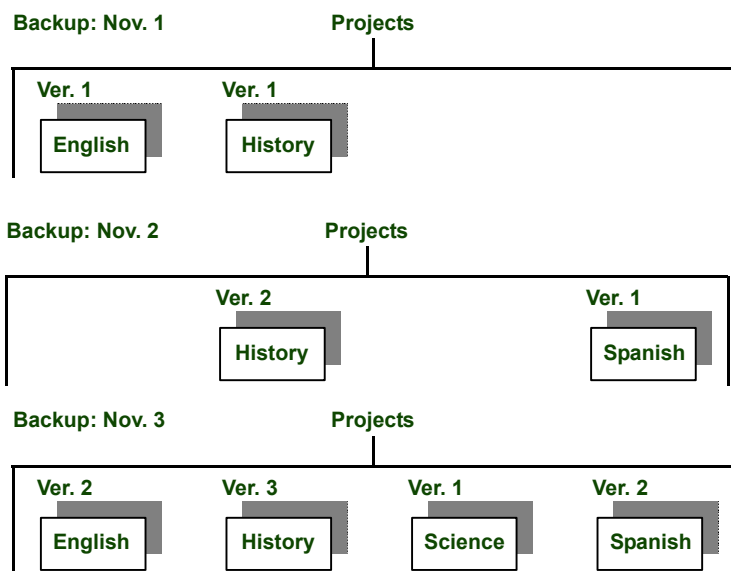 Backup: Nov. 1 Projects
Ver. 1 Ver. 1
English History
Backup: Nov. 2 Projects
Ver. 2 Ver. 1
History Spanish
Backup: Nov. 3 Projects
Ver. 2 Ver. 3 Ver. 1 Ver. 2
English History Science Spanish